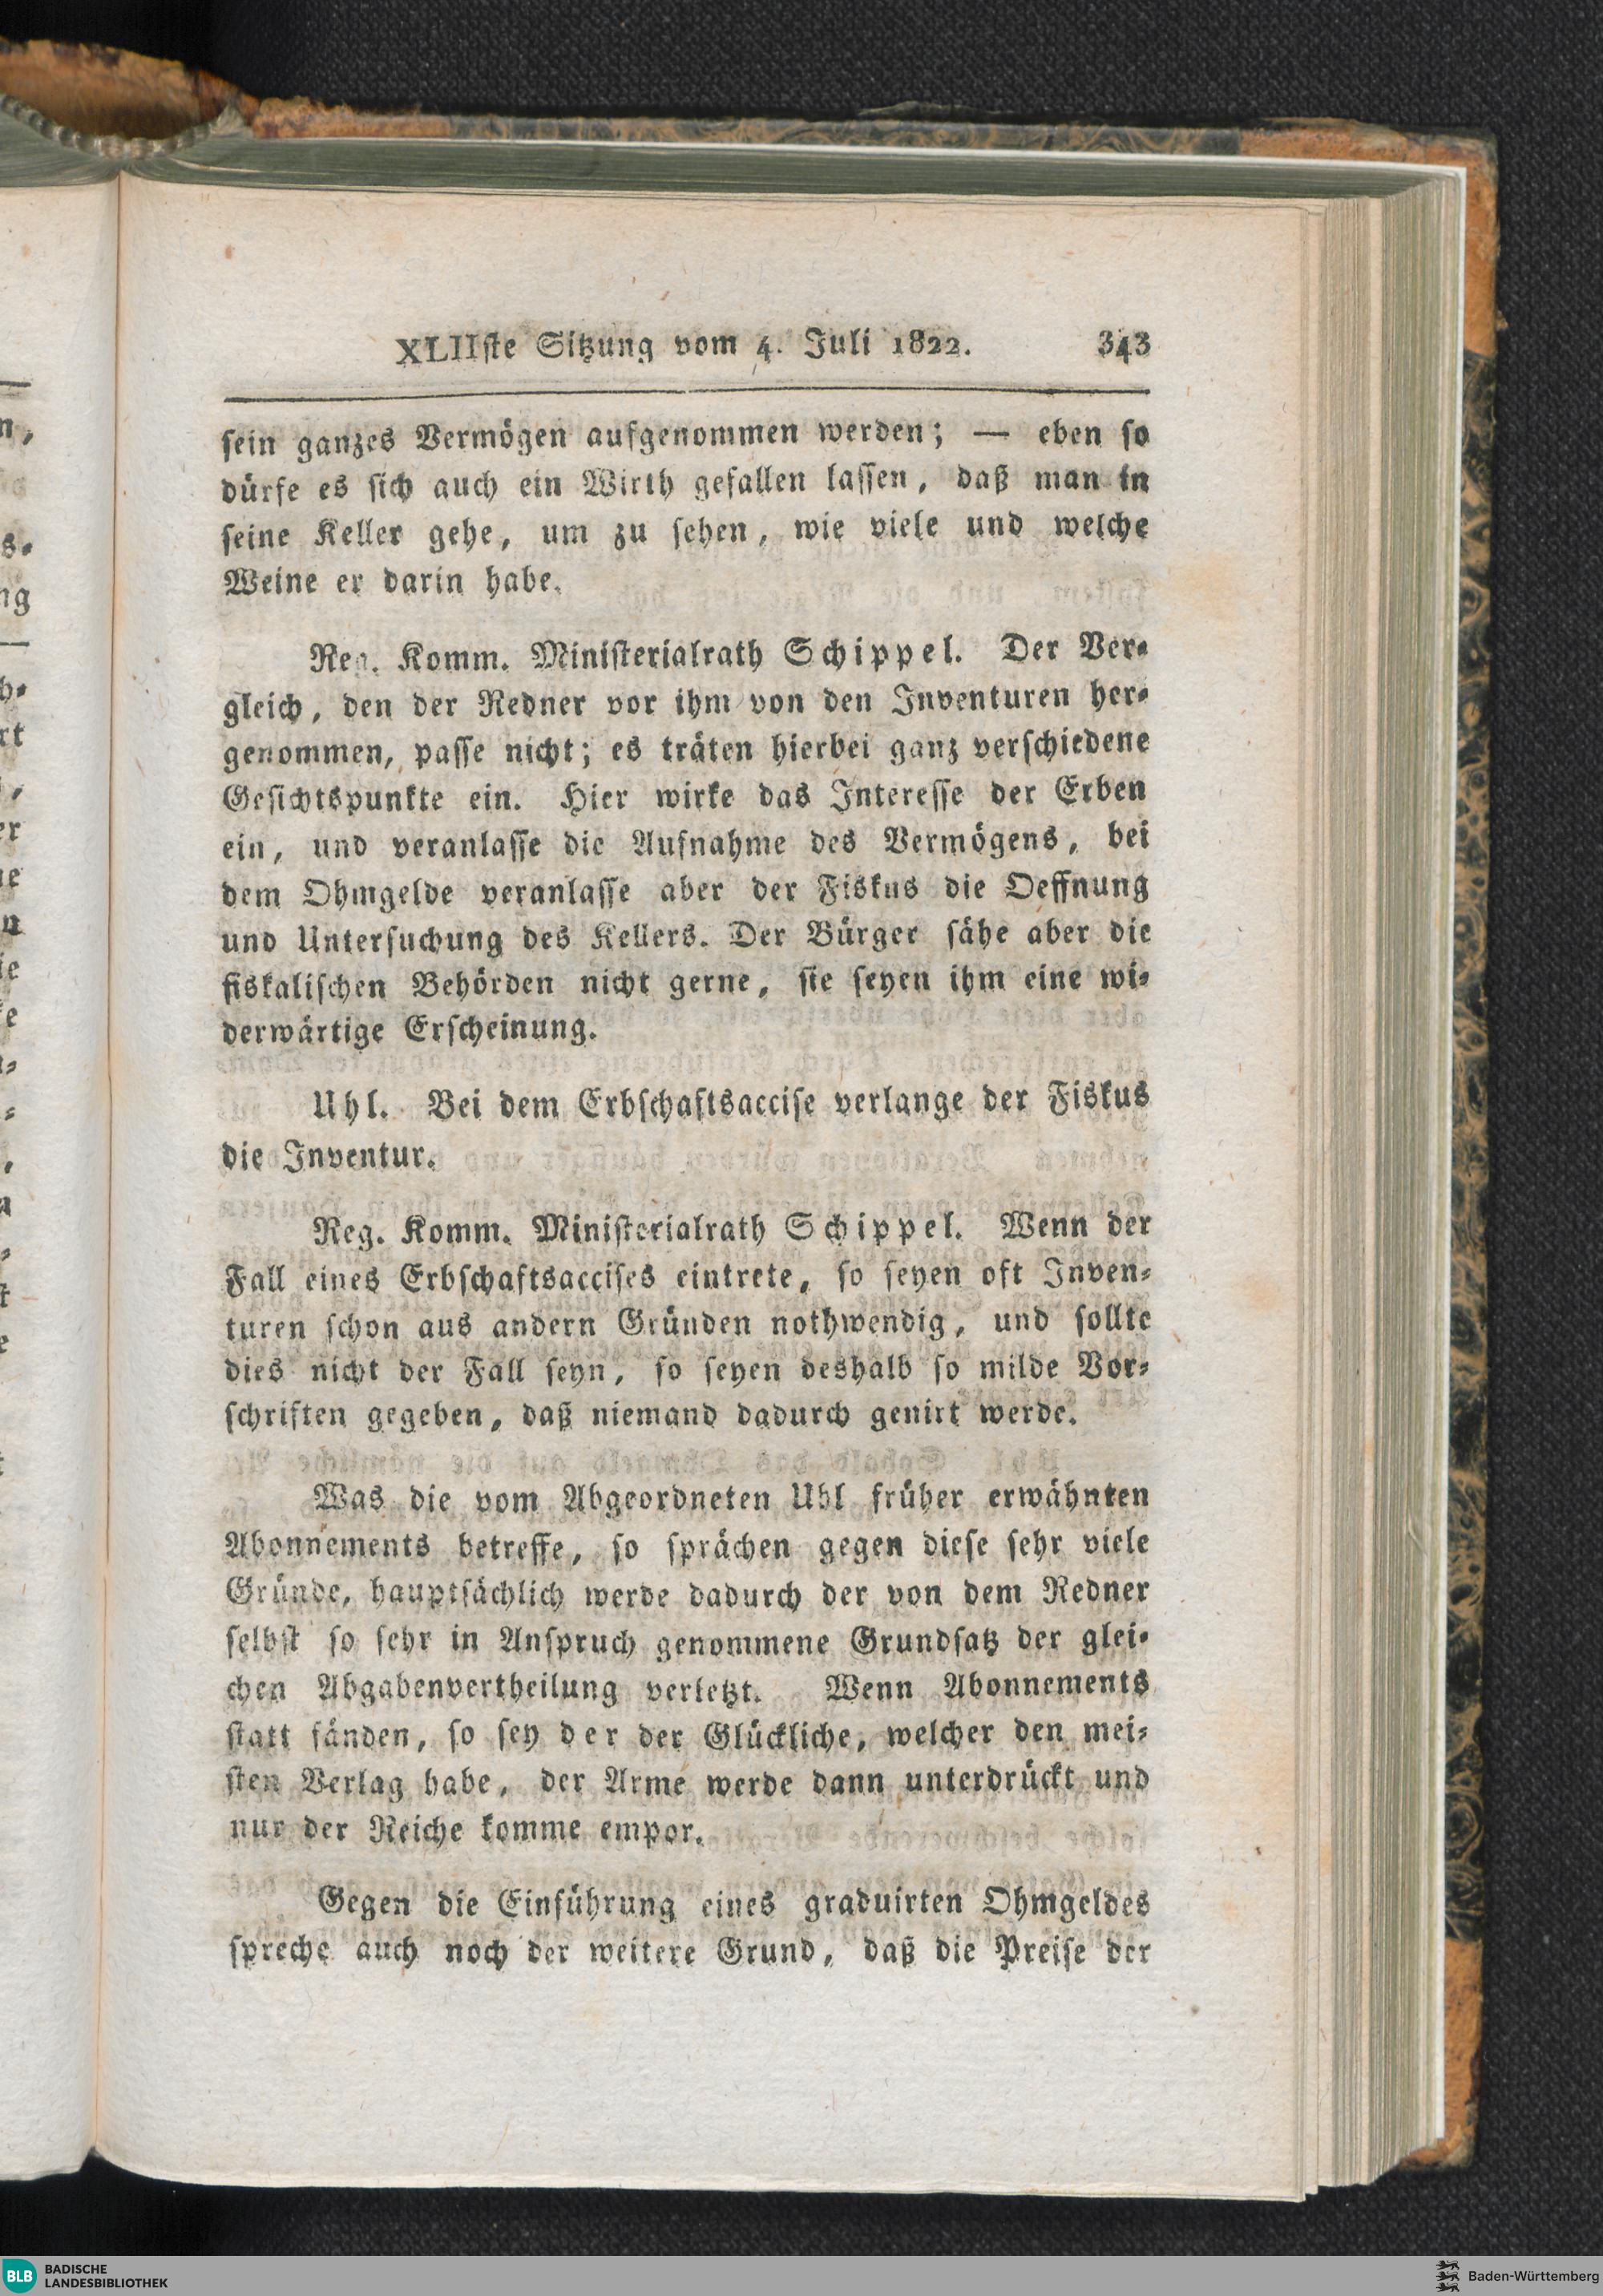 XLIIste Sitzung vom 4. Juli 1822. 343
sein ganzes Vermögen aufgenommen werden; — eben so
dürfe es sich auch ein Wirth gefallen lassen, daß man in
seine Keller gehe, um zu sehen, wie viele und welche
Weine er darin habe.
Reg. Komm. Ministerialrath Schippel. Der Ver-
gleich, den der Redner vor ihm von den Inventuren her-
genommen, passe nicht; es träten hierbei ganz verschiedene
Gesichtspunkte ein. Hier wirke das Interesse der Erben
ein, und veranlasse die Aufnahme des Vermögens, bei
dem Ohmgelde veranlasse aber der Fiskus die Oeffnung
und Untersuchung des Kellers. Der Bürger sähe aber die
fiskalischen Behörden nicht gerne, sie seyen ihm eine wi-
derwärtige Erscheinung.
Uhl. Bei dem Erbschaftsaccise verlange der Fiskus
die Inventur.
Reg. Komm. Ministerialrath Schippel. Wenn der
Fall eines Erbschaftsaccises eintrete, so seyen oft Inven-
turen schon aus andern Gründen nothwendig, und sollte
dies nicht der Fall seyn, so seyen deshalb so milde Vor-
schriften gegeben, daß niemand dadurch genirt werde.
Was die vom Abgeordneten Uhl früher erwähnten
Abonnements betreffe, so sprächen gegen diese sehr viele
Gründe, hauptsächlich werde dadurch der von dem Redner
selbst so sehr in Anspruch genommene Grundsatz der glei-
chen Abgabenvertheilung verletzt. Wenn Abonnements
statt fänden, so sey der der Glückliche, welcher den mei-
sten Verlag habe, der Arme werde dann unterdrückt und
nur der Reiche komme empor.
Gegen die Einführung eines graduirten Ohmgeldes
spreche auch noch der weitere Grund, daß die Preise der
BLB BADISCHE
LANDESBIBLIOTHEK
Baden-Württemberg